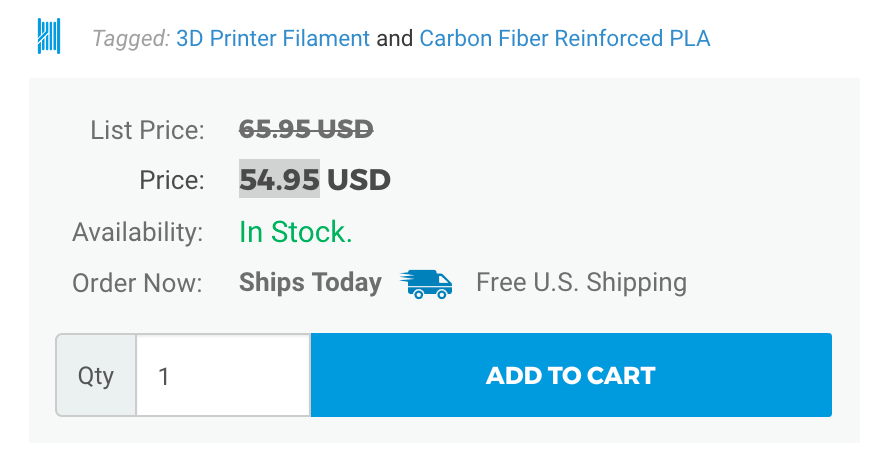 Tagged: 3D Printer Filament and Carbon Fiber Reinforced PLA
List Price: 65.95 USD
Price: 54.95 USD
Availability: In Stock.
Order Now: Ships Today Free U.S. Shipping
Qty 1 ADD TO CART